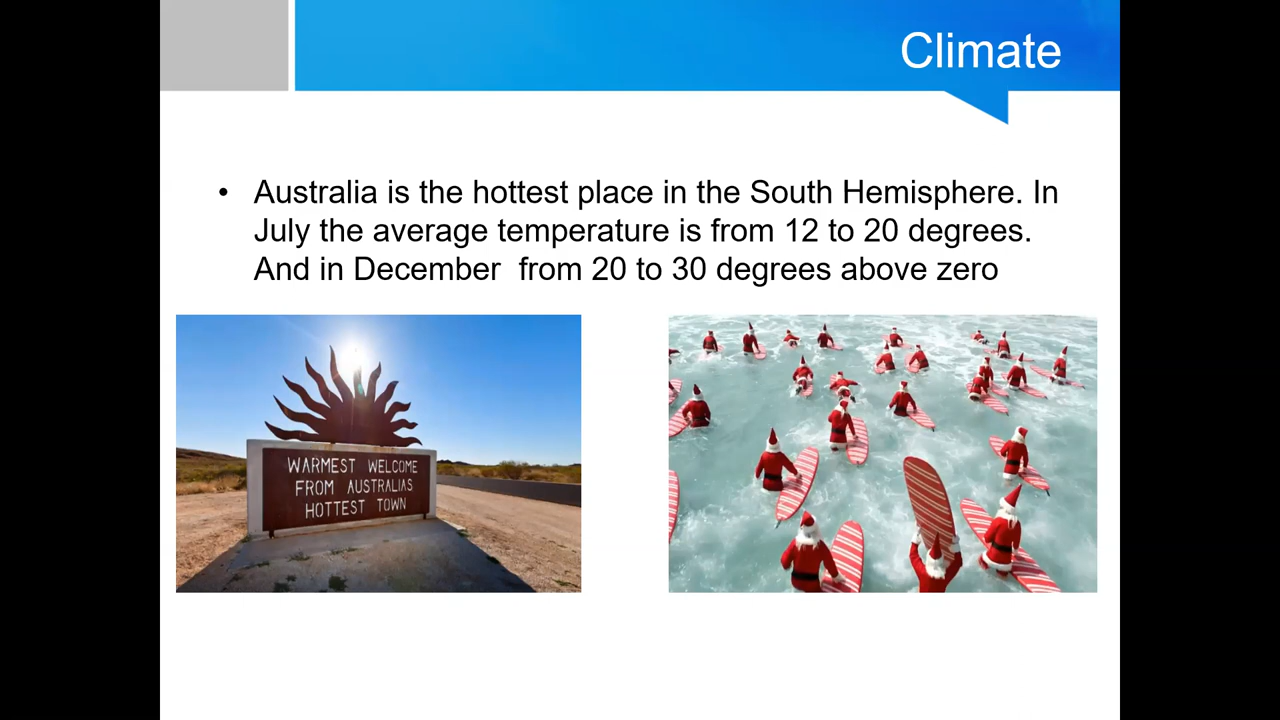 Climate
• Australia is the hottest place in the South Hemisphere. In
July the average temperature is from 12 to 20 degrees.
And in December  from 20 to 30 degrees above zero
WARMEST WELCOME
FROM AUSTRALIAS
HOTTEST TOWN